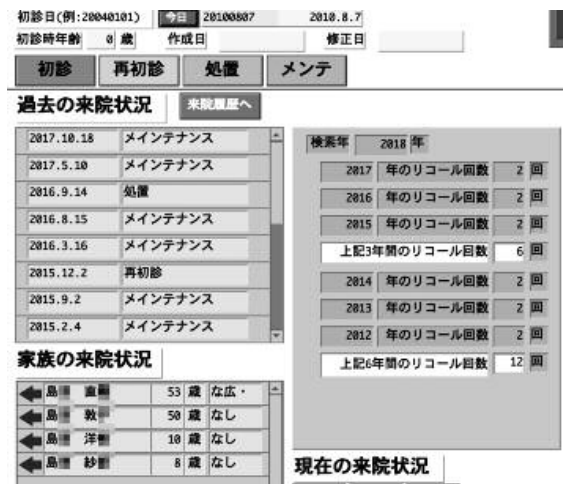 初診日(例:20040101) 今日 20100807 2010.8.7
初診時年齢 0 歳 作成日 修正日
初診 再初診 処置 メンテ
過去の来院状況 来院履歴へ
2017.10.18 メインテナンス
2017.5.10 メインテナンス
2016.9.14 処置
2016.8.15 メインテナンス
2016.3.16 メインテナンス
2015.12.2 再初診
2015.9.2 メインテナンス
2015.2.4 メインテナンス
検索年 2018 年
2017 年のリコール回数 2 回
2016 年のリコール回数 2 回
2015 年のリコール回数 2 回
上記3年間のリコール回数 6 回
2014 年のリコール回数 2 回
2013 年のリコール回数 2 回
2012 年のリコール回数 2 回
上記6年間のリコール回数 12 回
家族の来院状況
島 直 53 歳 な広・
島 敦 50 歳 なし
島 洋 10 歳 なし
島 紗 8 歳 なし
現在の来院状況